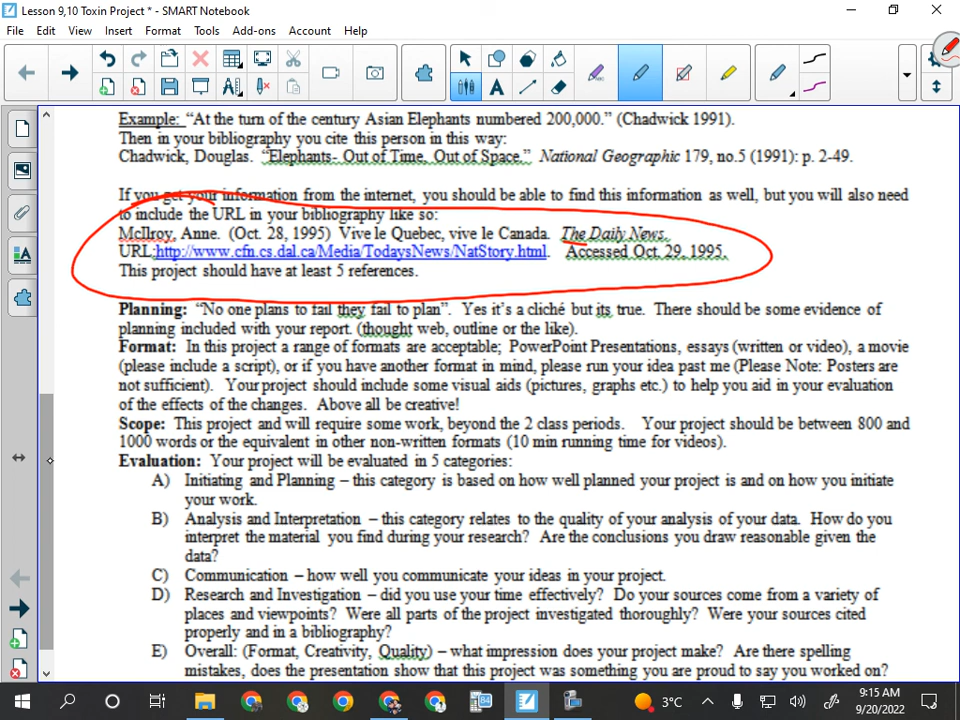 Lesson 9,10 Toxin Project * - SMART Notebook
File Edit View Insert Format Tools Add-ons Account Help
Example: “At the turn of the century Asian Elephants numbered 200,000.” (Chadwick 1991).
Then in your bibliography you cite this person in this way:
Chadwick, Douglas. “Elephants- Out of Time, Out of Space.” National Geographic 179, no.5 (1991): p. 2-49.
If you get your information from the internet, you should be able to find this information as well, but you will also need
to include the URL in your bibliography like so:
McIlroy, Anne. (Oct. 28, 1995) Vive le Quebec, vive le Canada. The Daily News.
URL:http://www.cfn.cs.dal.ca/Media/TodaysNews/NatStory.html. Accessed Oct. 29, 1995.
This project should have at least 5 references.
Planning: “No one plans to fail they fail to plan”. Yes it’s a cliché but its true. There should be some evidence of
planning included with your report. (thought web, outline or the like).
Format: In this project a range of formats are acceptable; PowerPoint Presentations, essays (written or video), a movie
(please include a script), or if you have another format in mind, please run your idea past me (Please Note: Posters are
not sufficient). Your project should include some visual aids (pictures, graphs etc.) to help you aid in your evaluation
of the effects of the changes. Above all be creative!
Scope: This project and will require some work, beyond the 2 class periods. Your project should be between 800 and
1000 words or the equivalent in other non-written formats (10 min running time for videos).
Evaluation: Your project will be evaluated in 5 categories:
A) Initiating and Planning – this category is based on how well planned your project is and on how you initiate
your work.
B) Analysis and Interpretation – this category relates to the quality of your analysis of your data. How do you
interpret the material you find during your research? Are the conclusions you draw reasonable given the
data?
C) Communication – how well you communicate your ideas in your project.
D) Research and Investigation – did you use your time effectively? Do your sources come from a variety of
places and viewpoints? Were all parts of the project investigated thoroughly? Were your sources cited
properly and in a bibliography?
E) Overall: (Format, Creativity, Quality) – what impression does your project make? Are there spelling
mistakes, does the presentation show that this project was something you are proud to say you worked on?
3°C
9:15 AM
9/20/2022